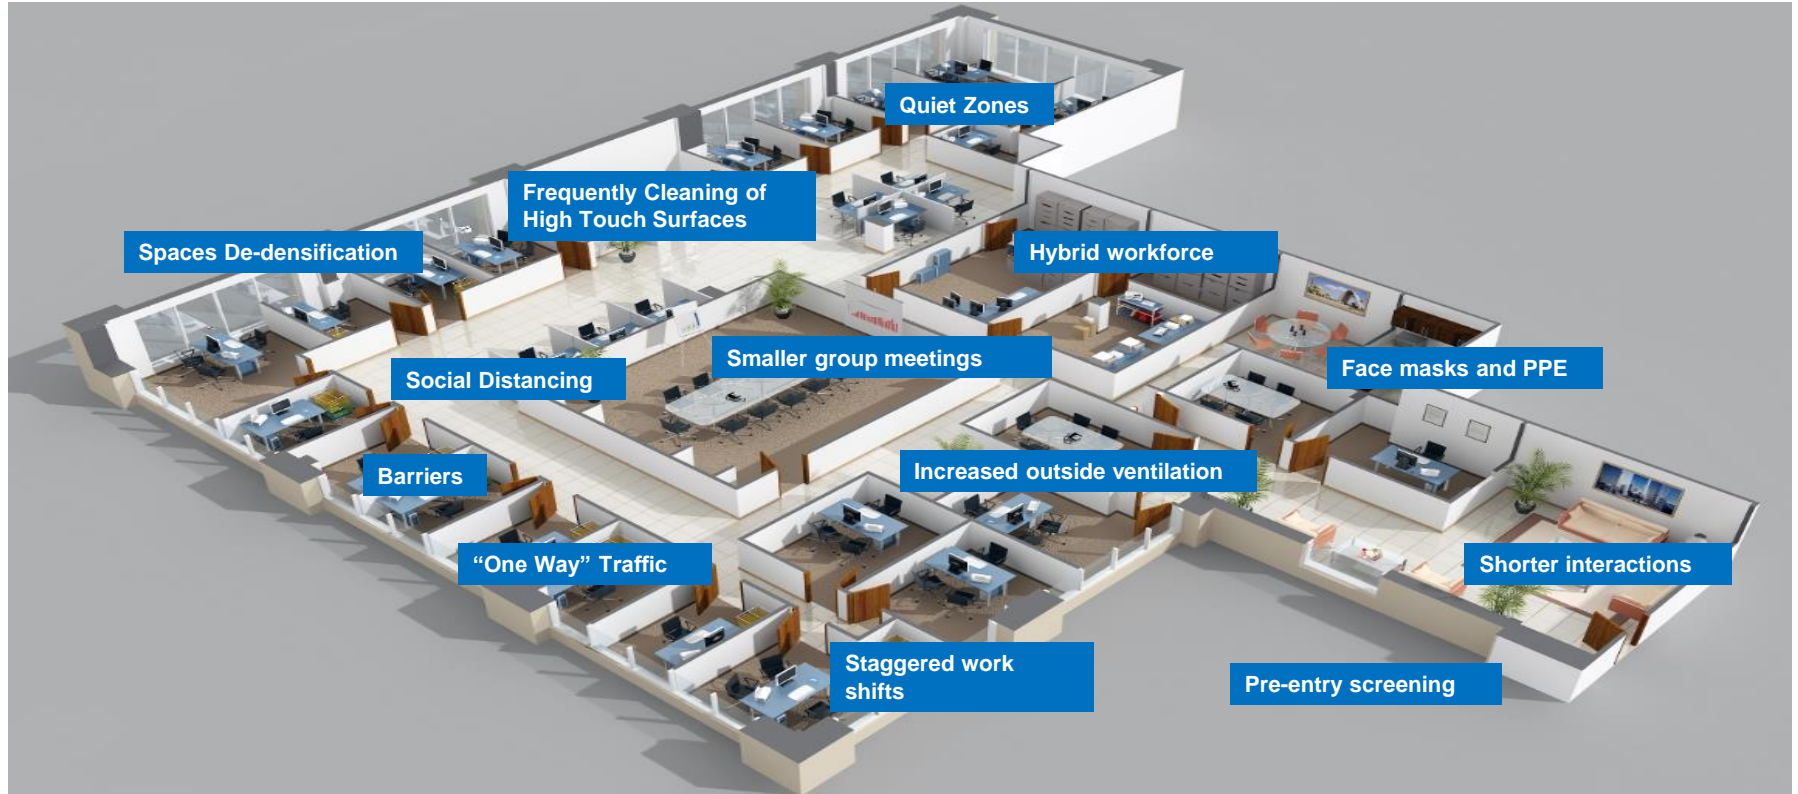 Quiet Zones
Frequently Cleaning of
High Touch Surfaces
Spaces De-densification
Hybrid workforce
Smaller group meetings
Face masks and PPE
Social Distancing
Barriers
Increased outside ventilation
“One Way” Traffic
Shorter interactions
Staggered work
shifts
Pre-entry screening